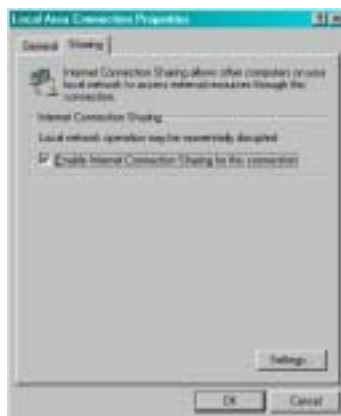 Local Area Connection Properties
General Sharing
Internet Connection Sharing allows other computers on your
local network to access external resources through this
connection.
Internet Connection Sharing
Local network operation may be momentarily disrupted.
Enable Internet Connection Sharing for this connection
Settings...
OK Cancel